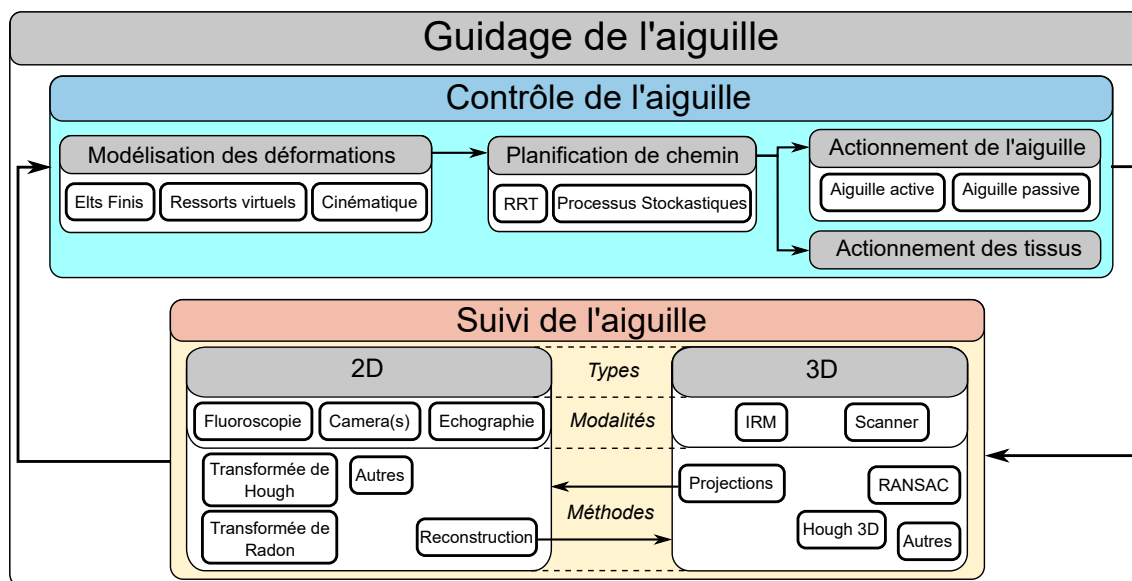 Guidage de l'aiguille
Contrôle de l'aiguille
Modélisation des déformations
Elts Finis
Ressorts virtuels
Cinématique
Planification de chemin
RRT
Processus Stockastiques
Actionnement de l'aiguille
Aiguille active
Aiguille passive
Actionnement des tissus
Suivi de l'aiguille
2D
Types
3D
Fluoroscopie
Camera(s)
Echographie
Modalités
IRM
Scanner
Transformée de
Hough
Autres
Transformée de
Radon
Reconstruction
Méthodes
Projections
RANSAC
Hough 3D
Autres